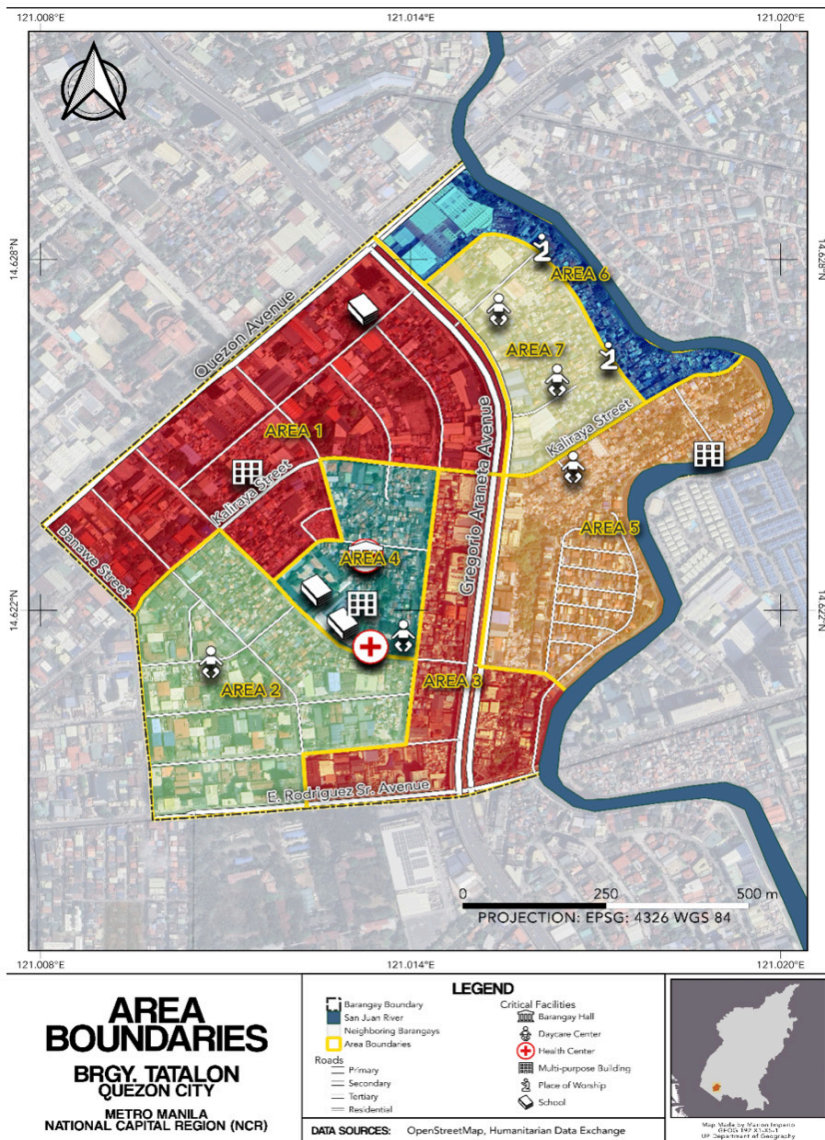 121.008°E
121.014°E
121.020°E
14.628°N
14.628°N
Quezon Avenue
AREA 6
AREA 7
AREA 1
Kaliraya Street
Kaliraya Street
Gregorio Araneta Avenue
Banawe Street
AREA 5
AREA 4
14.622°N
14.622°N
AREA 2
AREA 3
E. Rodriguez Sr. Avenue
0 250 500 m
PROJECTION: EPSG: 4326 WGS 84
121.008°E
121.014°E
121.020°E
AREA
BOUNDARIES
BRGY. TATALON
QUEZON CITY
METRO MANILA
NATIONAL CAPITAL REGION (NCR)
LEGEND
Barangay Boundary
San Juan River
Neighboring Barangays
Area Boundaries
Roads
Primary
Secondary
Tertiary
Residential
Critical Facilities
Barangay Hall
Daycare Center
Health Center
Multi-purpose Building
Place of Worship
School
DATA SOURCES: OpenStreetMap, Humanitarian Data Exchange
Map Made by
UP Department of Geography